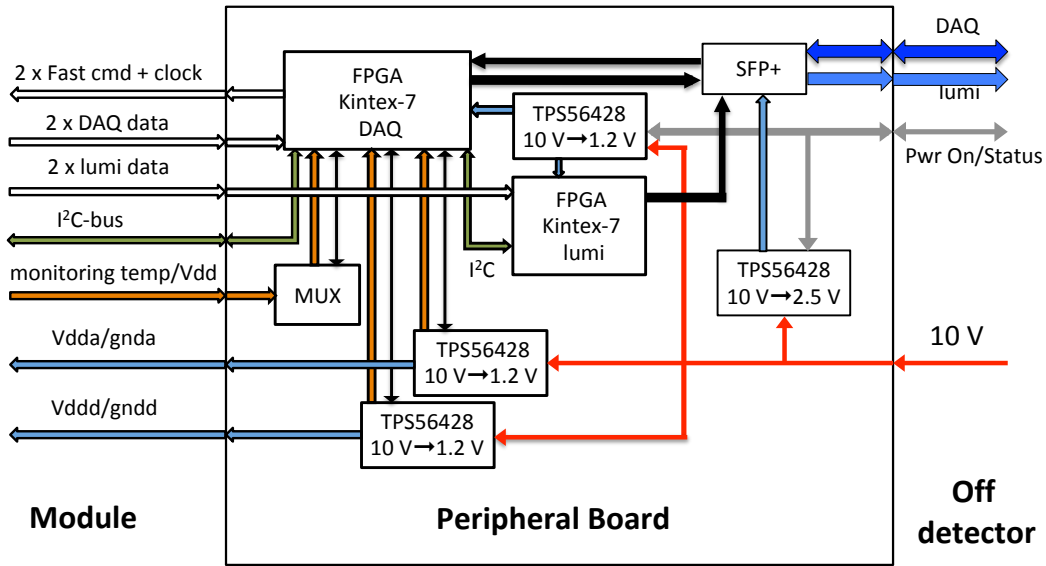 2 x Fast cmd + clock
2 x DAQ data
2 x lumi data
I²C-bus
monitoring temp/Vdd
Vdda/gnda
Vddd/gndd
Module
FPGA
Kintex-7
DAQ
TPS56428
10 V→1.2 V
FPGA
Kintex-7
lumi
I²C
MUX
SFP+
TPS56428
10 V→2.5 V
TPS56428
10 V→1.2 V
TPS56428
10 V→1.2 V
Peripheral Board
DAQ
lumi
Pwr On/Status
10 V
Off
detector